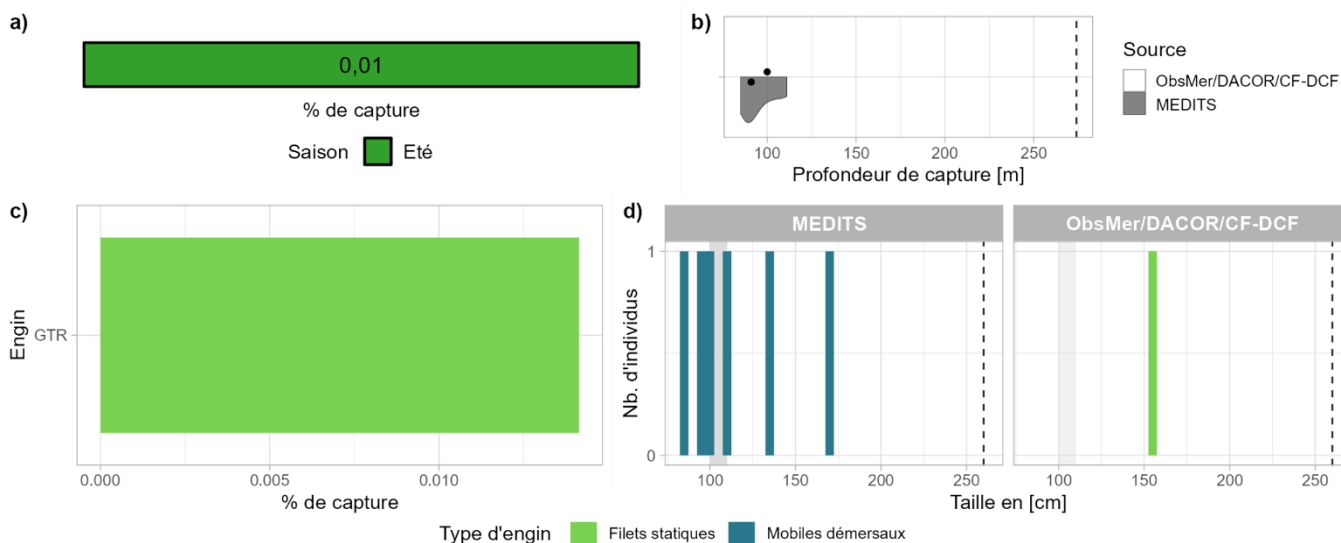 a)
0,01
% de capture
Saison Eté
b)
100 150 200 250
Profondeur de capture [m]
Source
ObsMer/DACOR/CF-DCF
MEDITS
c)
Engin
GTR
0.000 0.005 0.010
% de capture
d)
MEDITS ObsMer/DACOR/CF-DCF
Nb. d'individus
1
0
100 150 200 250 100 150 200 250
Taille en [cm]
Type d'engin Filets statiques Mobiles démersaux